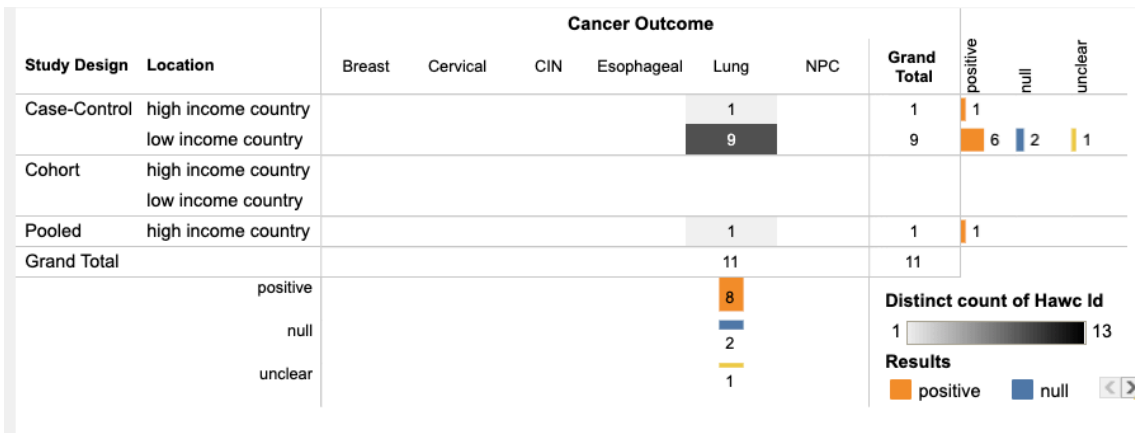 Cancer Outcome
Study Design Location Breast Cervical CIN Esophageal Lung NPC Grand Total positive null unclear
Case-Control high income country 1 1 1
low income country 9 9 6 2 1
Cohort high income country
low income country
Pooled high income country 1 1 1
Grand Total 11 11
positive 8
null 2
unclear 1
Distinct count of Hawc Id
1 13
Results
positive null